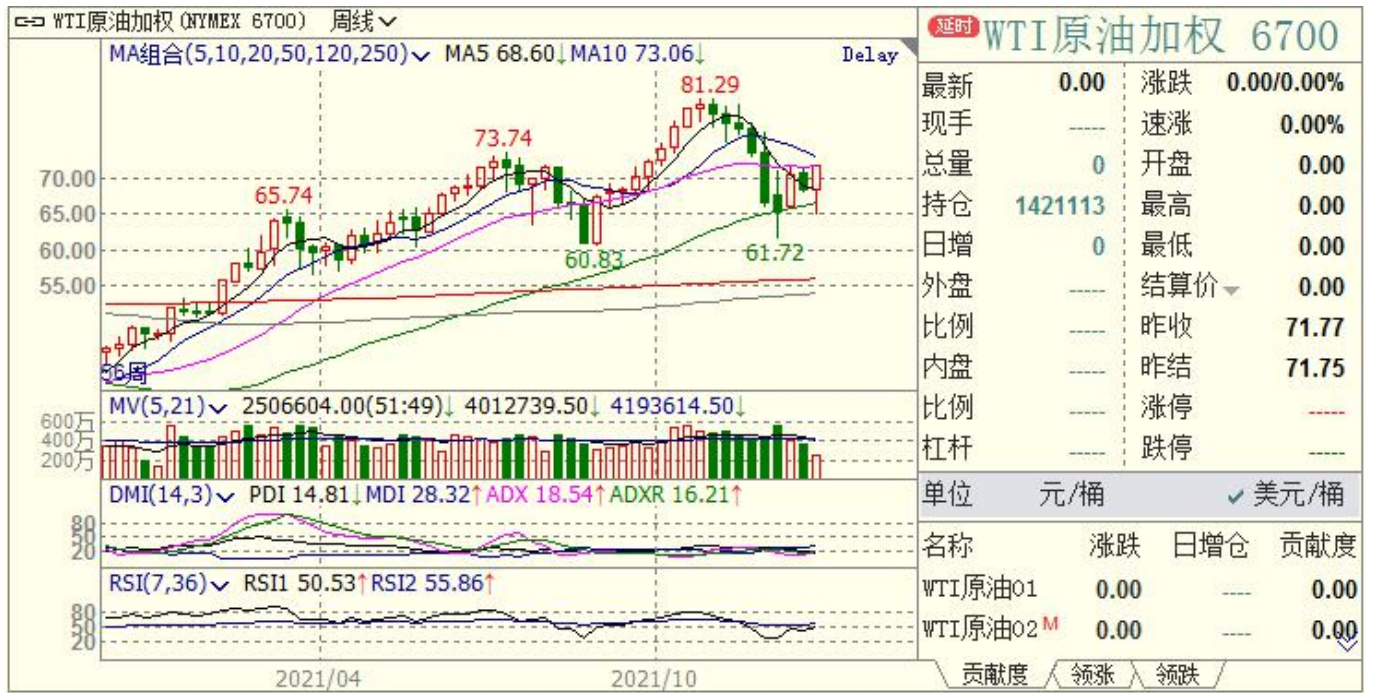 WTI原油加权(NYMEX 6700) 周线
MA组合(5,10,20,50,120,250) MA5 68.60↓MA10 73.06↓ Delay
81.29
73.74
65.74
70.00
65.00
60.00
55.00
60.83
61.72
56周
MV(5,21) 2506604.00(51:49)↓ 4012739.50↓ 4193614.50↓
600万
400万
200万
DMI(14,3) PDI 14.81↓MDI 28.32↑ADX 18.54↑ADXR 16.21↑
80
50
20
RSI(7,36) RSI1 50.53↑RSI2 55.86↑
80
50
20
2021/04 2021/10
延时 WTI原油加权 6700
最新 0.00 涨跌 0.00/0.00%
现手 ---- 速涨 0.00%
总量 0 开盘 0.00
持仓 1421113 最高 0.00
日增 0 最低 0.00
外盘 ---- 结算价 0.00
比例 ---- 昨收 71.77
内盘 ---- 昨结 71.75
比例 ---- 涨停 ----
杠杆 ---- 跌停 ----
单位 元/桶 ✓ 美元/桶
名称 涨跌 日增仓 贡献度
WTI原油01 0.00 ---- 0.00
WTI原油02 M 0.00 ---- 0.00
贡献度 领涨 领跌